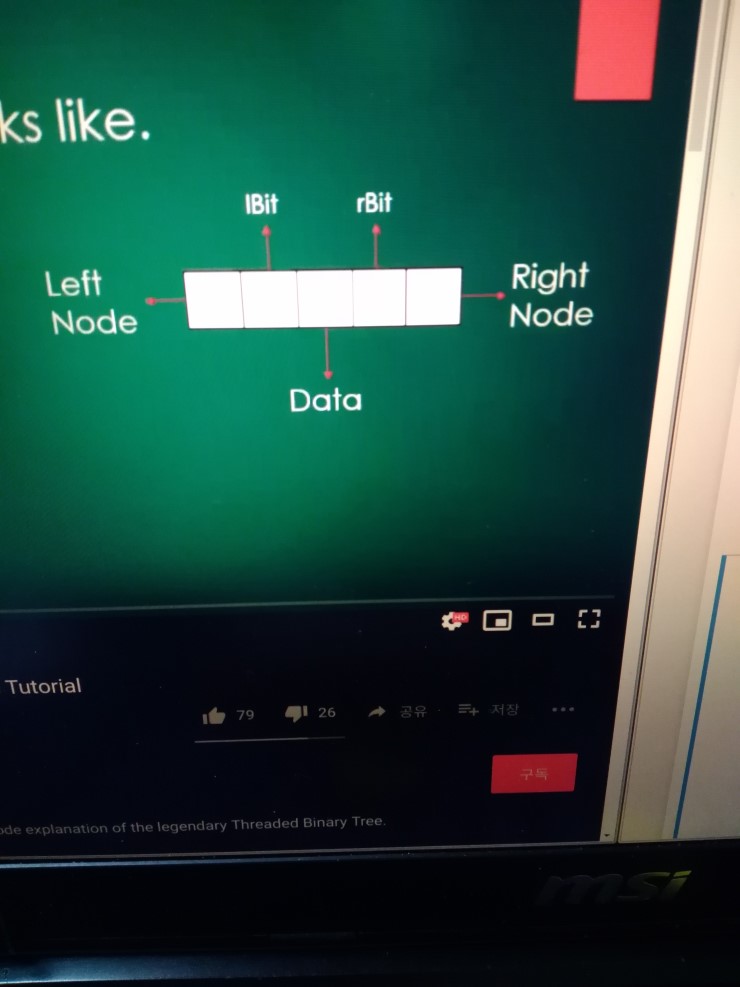 ks like.
lBit rBit
Left Node
Right Node
Data
HD
Tutorial
79 26 공유 저장
구독
ode explanation of the legendary Threaded Binary Tree.
msi